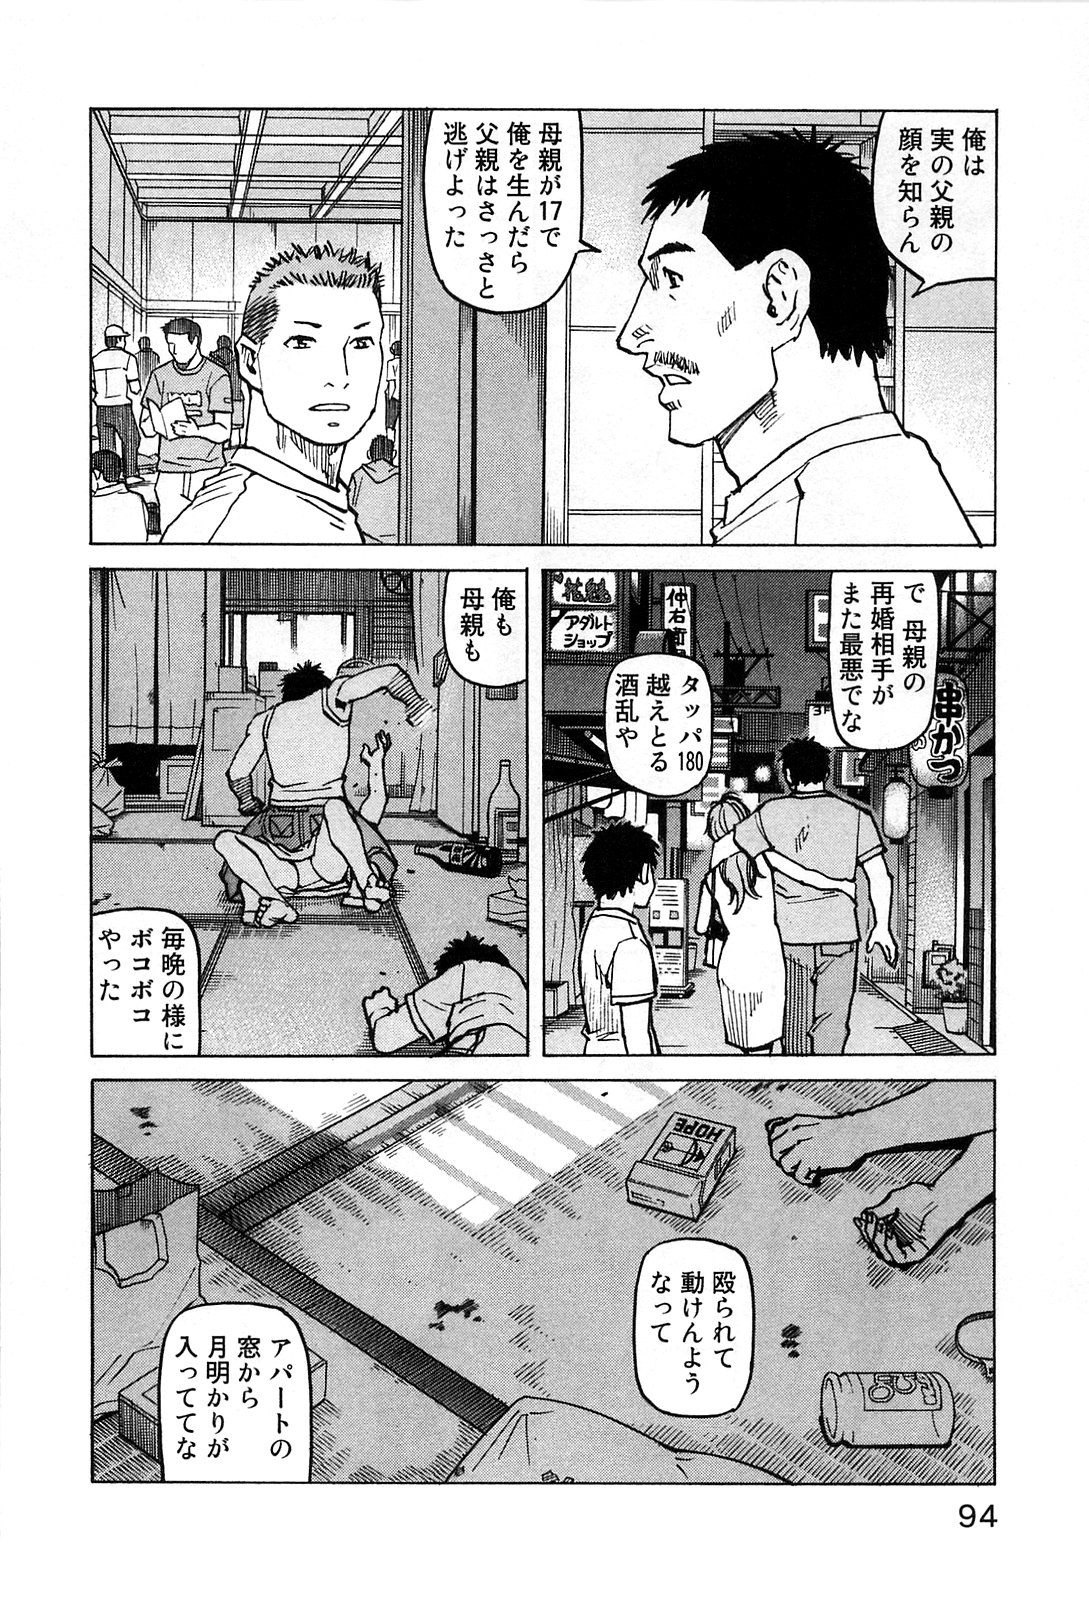 俺は
実の父親の
顔を知らん
母親が17で
俺を生んだら
父親はさっさと
逃げよった
で 母親の
再婚相手が
また最悪でな
タッパ180
越えとる
酒乱や
アダルト
ショップ
串かつ
俺も
母親も
毎晩の様に
ボコボコ
やった
HOPE
殴られて
動けんよう
なって
アパートの
窓から
月明かりが
入っててな
94